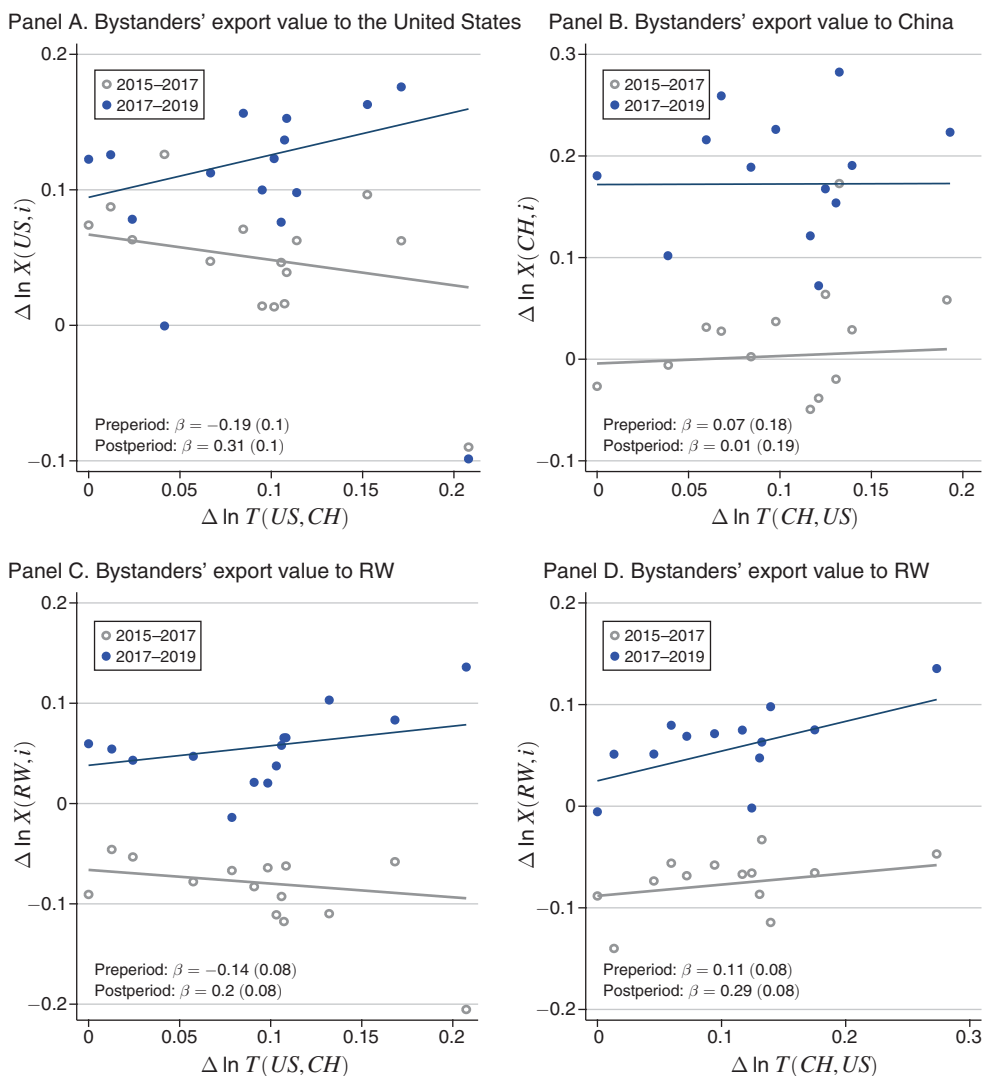 Panel A. Bystanders' export value to the United States
0.2
0.1
0
−0.1
Δ ln X(US,i)
2015–2017
2017–2019
Preperiod: β = −0.19 (0.1)
Postperiod: β = 0.31 (0.1)
0 0.05 0.1 0.15 0.2
Δ ln T(US,CH)
Panel B. Bystanders' export value to China
0.3
0.2
0.1
0
−0.1
Δ ln X(CH,i)
2015–2017
2017–2019
Preperiod: β = 0.07 (0.18)
Postperiod: β = 0.01 (0.19)
0 0.05 0.1 0.15 0.2
Δ ln T(CH,US)
Panel C. Bystanders' export value to RW
0.2
0.1
0
−0.1
−0.2
Δ ln X(RW,i)
2015–2017
2017–2019
Preperiod: β = −0.14 (0.08)
Postperiod: β = 0.2 (0.08)
0 0.05 0.1 0.15 0.2
Δ ln T(US,CH)
Panel D. Bystanders' export value to RW
0.2
0.1
0
−0.1
−0.2
Δ ln X(RW,i)
2015–2017
2017–2019
Preperiod: β = 0.11 (0.08)
Postperiod: β = 0.29 (0.08)
0 0.1 0.2 0.3
Δ ln T(CH,US)